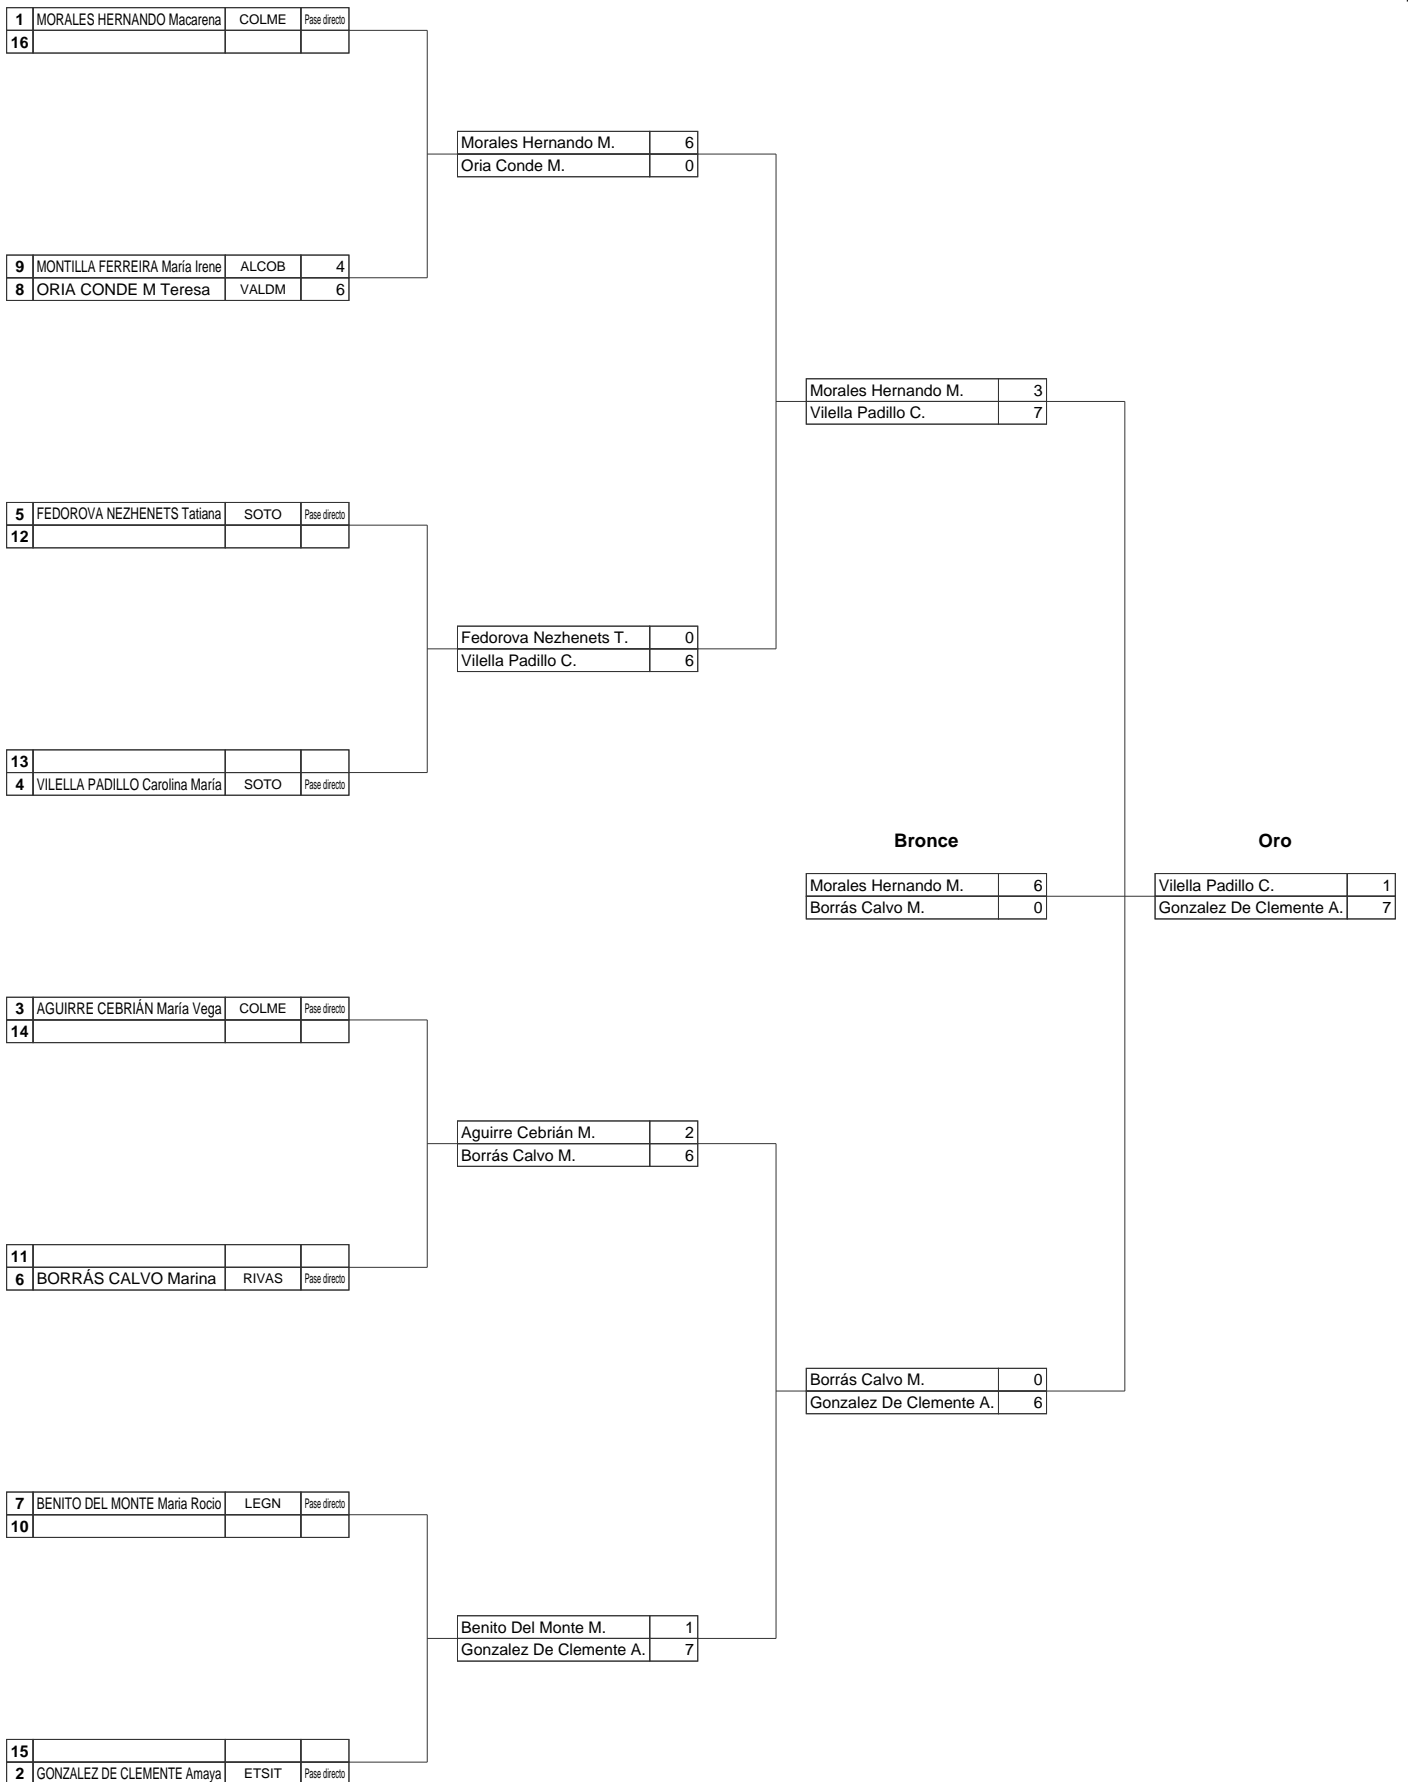 1 MORALES HERNANDO Macarena COLME Pase directo
16
Morales Hernando M. 6
Oria Conde M. 0
9 MONTILLA FERREIRA María Irene ALCOB 4
8 ORIA CONDE M Teresa VALDM 6
Morales Hernando M. 3
Vilella Padillo C. 7
5 FEDOROVA NEZHENETS Tatiana SOTO Pase directo
12
Fedorova Nezhenets T. 0
Vilella Padillo C. 6
13
4 VILELLA PADILLO Carolina María SOTO Pase directo
Bronce Oro
Morales Hernando M. 6 Vilella Padillo C. 1
Borrás Calvo M. 0 Gonzalez De Clemente A. 7
3 AGUIRRE CEBRIÁN María Vega COLME Pase directo
14
Aguirre Cebrián M. 2
Borrás Calvo M. 6
11
6 BORRÁS CALVO Marina RIVAS Pase directo
Borrás Calvo M. 0
Gonzalez De Clemente A. 6
7 BENITO DEL MONTE Maria Rocio LEGN Pase directo
10
Benito Del Monte M. 1
Gonzalez De Clemente A. 7
15
2 GONZALEZ DE CLEMENTE Amaya ETSIT Pase directo